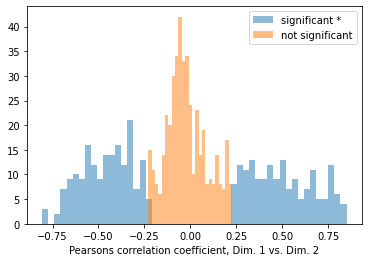 significant *
not significant
40
35
30
25
20
15
10
5
0
−0.75 −0.50 −0.25 0.00 0.25 0.50 0.75
Pearsons correlation coefficient, Dim. 1 vs. Dim. 2